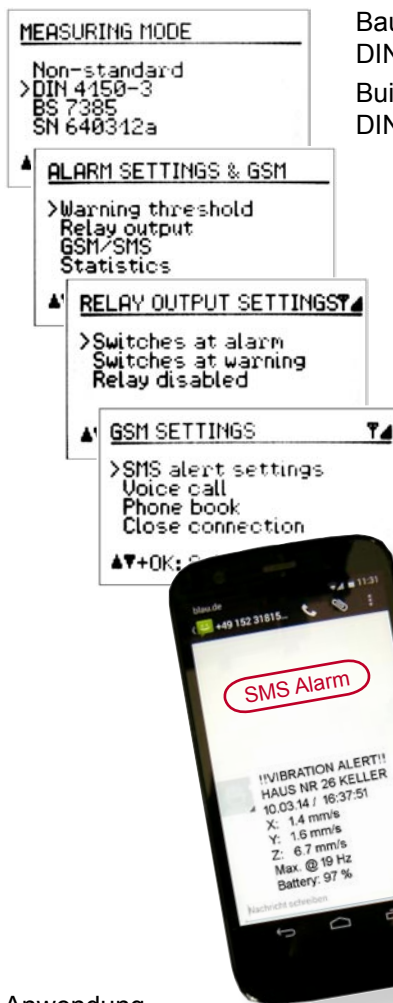 MEASURING MODE
Non-standard
>DIN 4150-3
BS 7385
SN 640312a
Bau
DIN
Bui
DIN
ALARM SETTINGS & GSM
>Warning threshold
Relay output
GSM/SMS
Statistics
RELAY OUTPUT SETTINGS
>Switches at alarm
Switches at warning
Relay disabled
GSM SETTINGS
>SMS alert settings
Voice call
Phone book
Close connection
▲▼+OK:
11:31
blau.de
+49 152 31815...
SMS Alarm
!!VIBRATION ALERT!!
HAUS NR 26 KELLER
10.03.14 / 16:37:51
X: 1.4 mm/s
Y: 1.6 mm/s
Z: 6.7 mm/s
Max. @ 19 Hz
Battery: 97 %
Nachricht schreiben
Anwendung